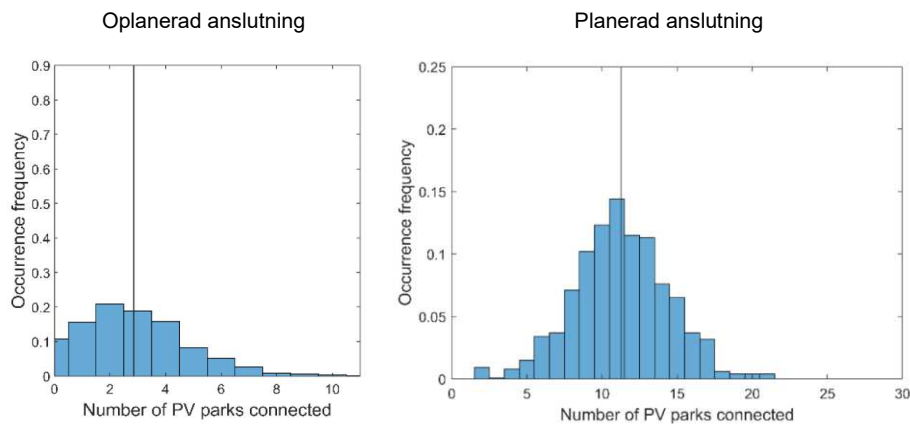 Oplanerad anslutning
Planerad anslutning
0.9
0.8
0.7
0.6
0.5
0.4
0.3
0.2
0.1
0
Occurrence frequency
0 2 4 6 8 10
Number of PV parks connected
0.25
0.2
0.15
0.1
0.05
0
Occurrence frequency
0 5 10 15 20 25 30
Number of PV parks connected